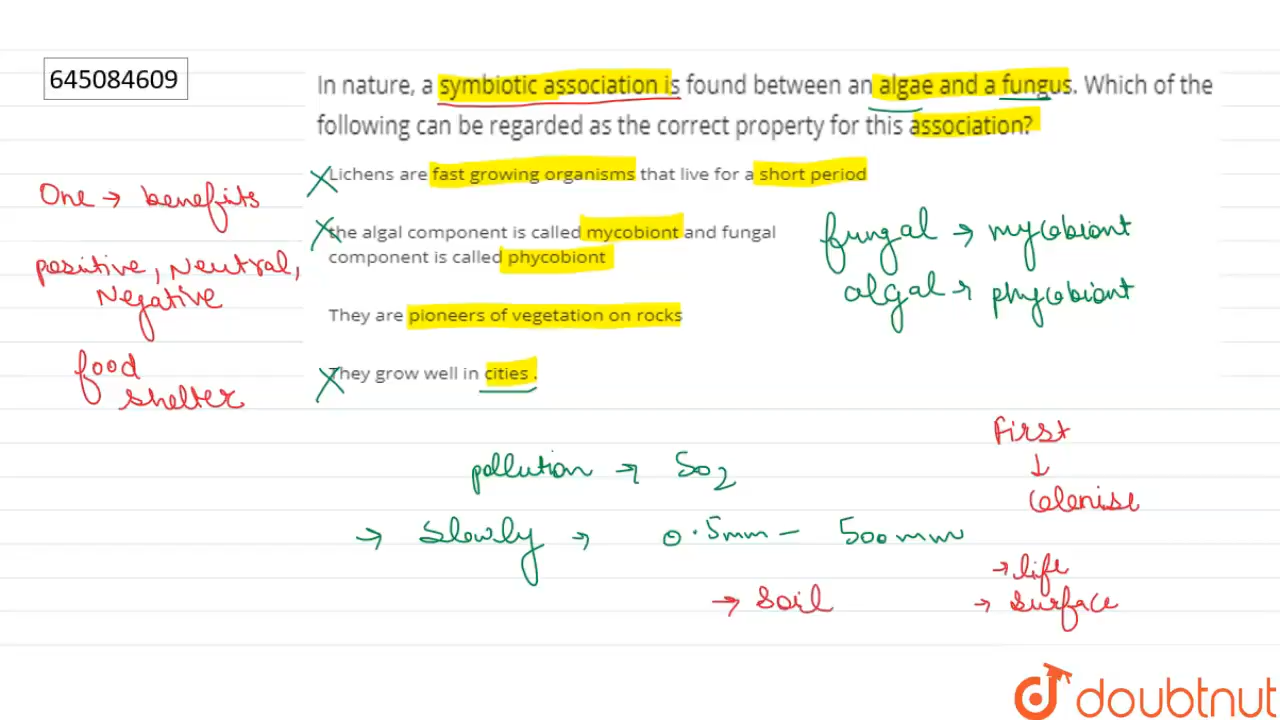 645084609
In nature, a symbiotic association is found between an algae and a fungus. Which of the
following can be regarded as the correct property for this association?
Lichens are fast growing organisms that live for a short period
the algal component is called mycobiont and fungal
component is called phycobiont
They are pioneers of vegetation on rocks
They grow well in cities .
One → benefits
positive, Neutral,
Negative
food
shelter
fungal → mycobiont
algal → phycobiont
pollution → SO2
→ slowly → 0.5mm – 500mm
→ soil
First
↓
Colonise
→ life
→ surface
doubtnut